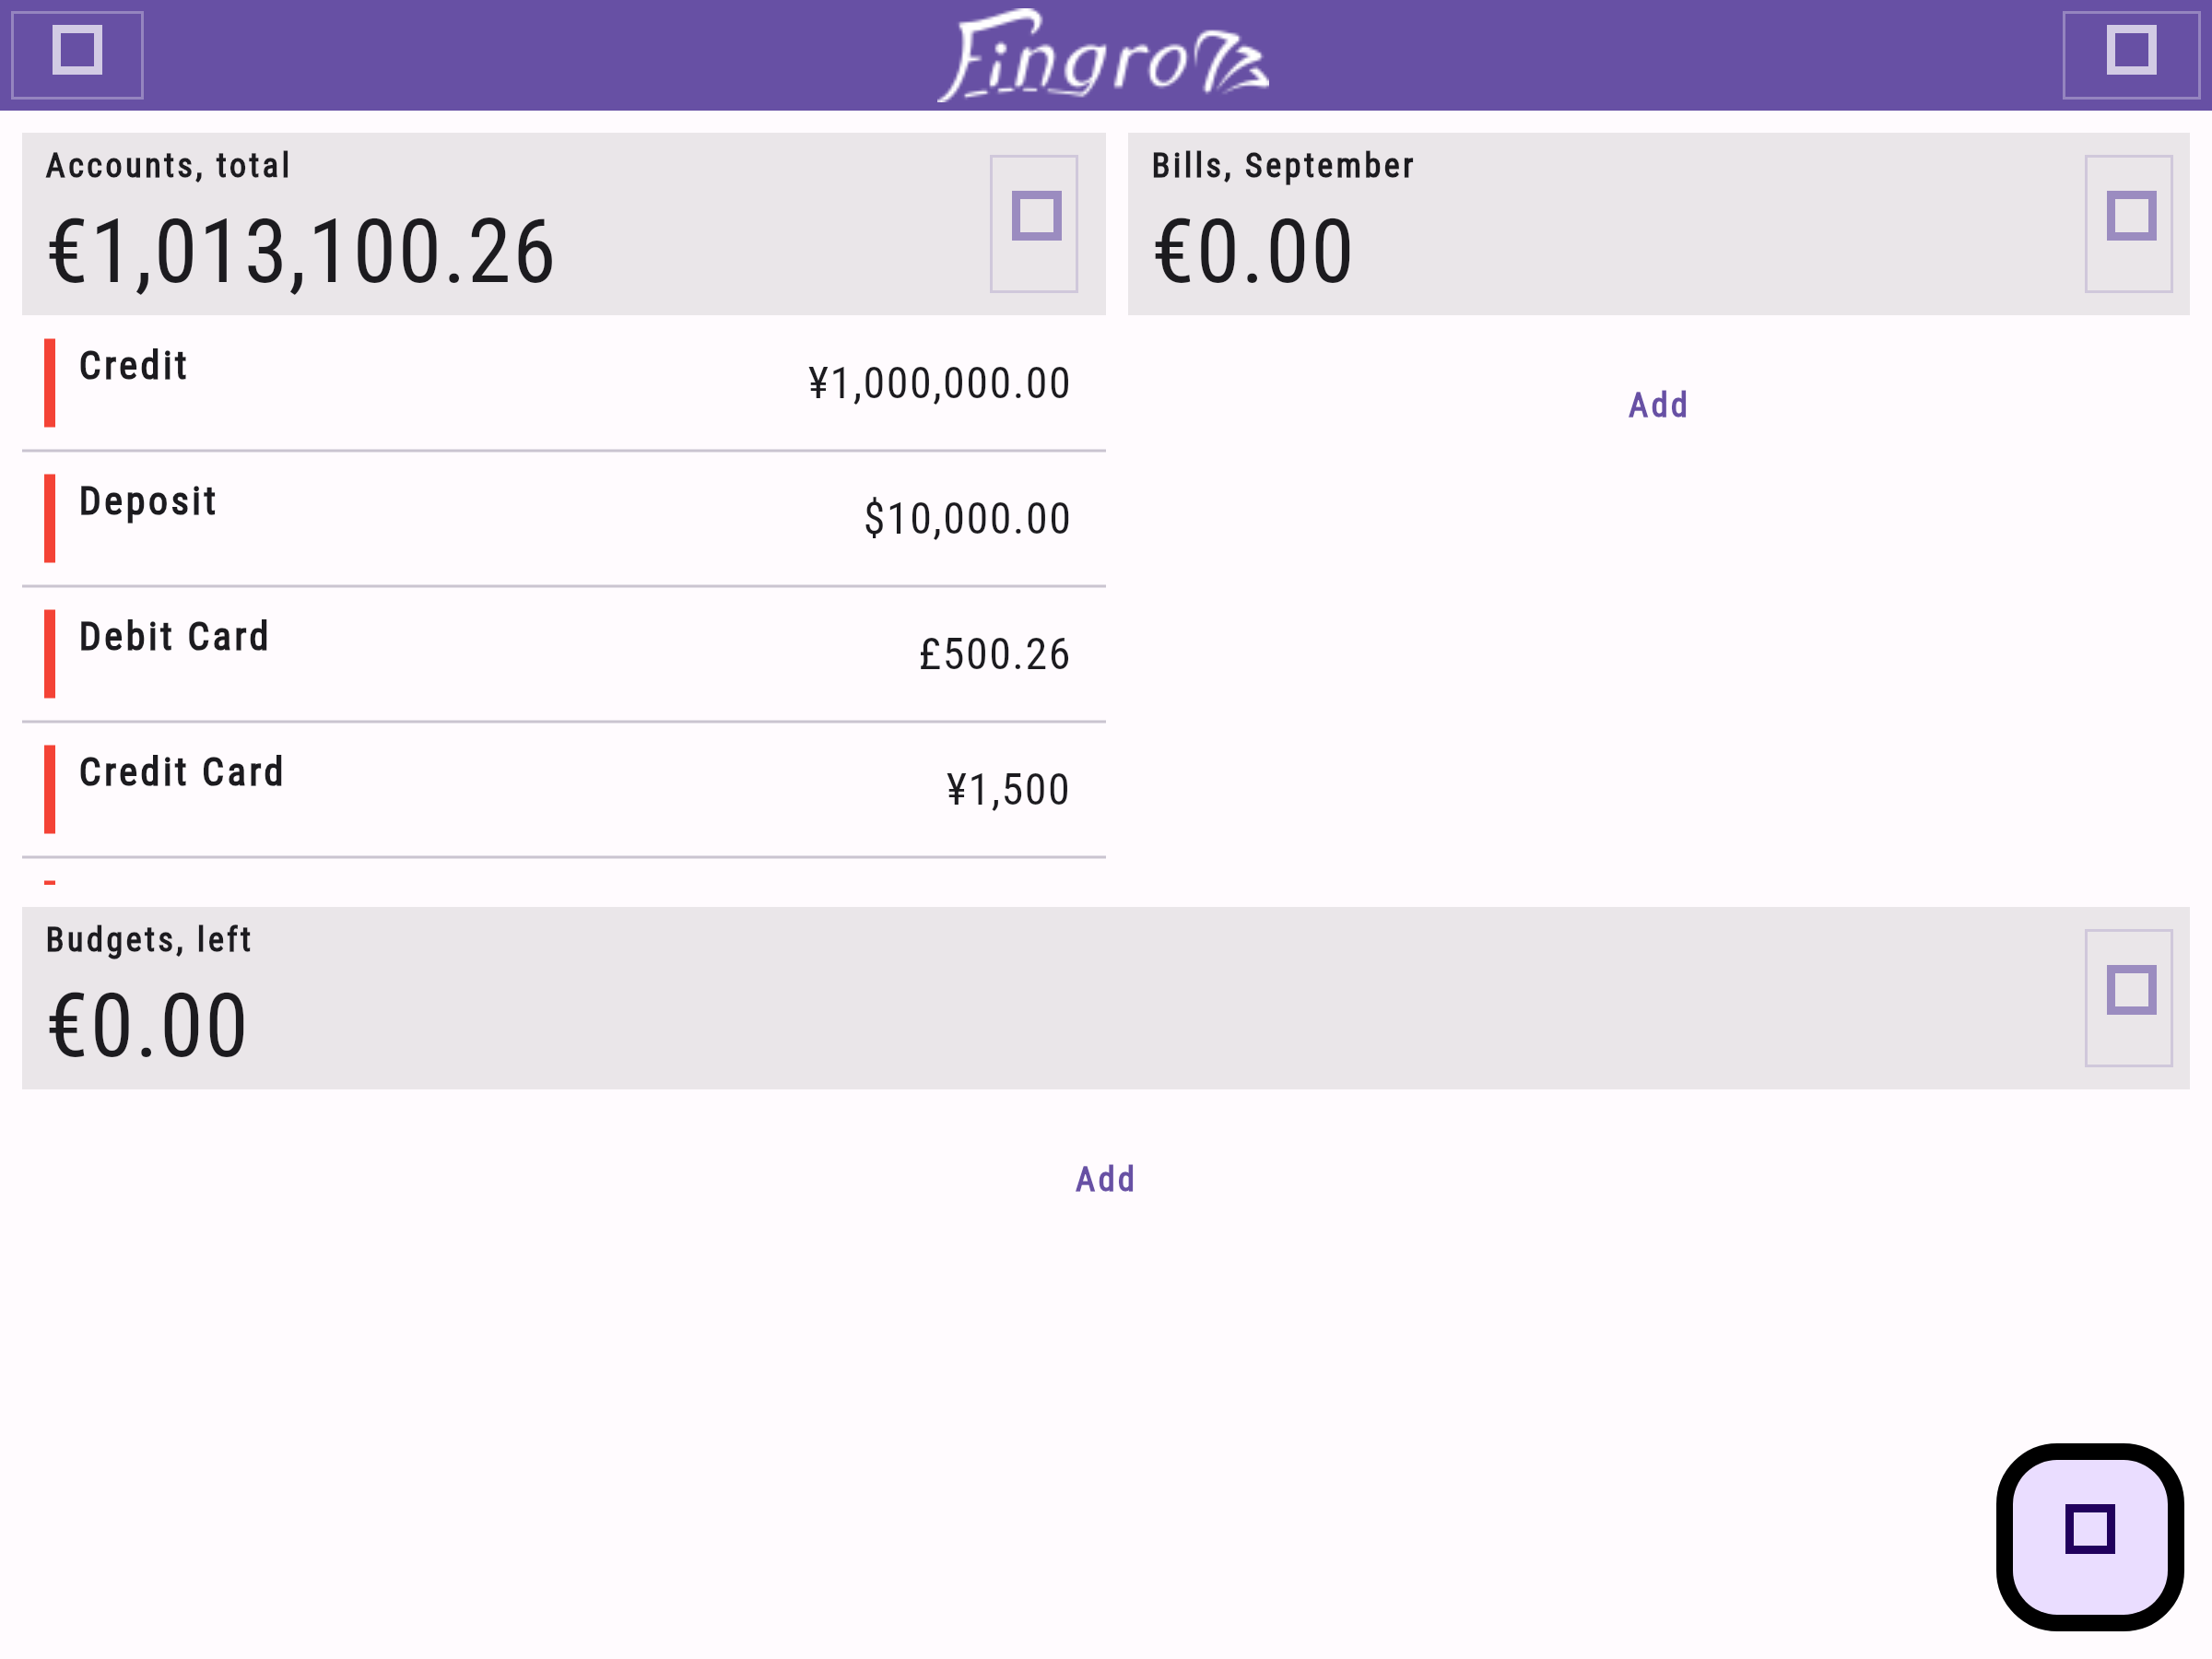 Fingrom
Accounts, total
€1,013,100.26
Credit
¥1,000,000.00
Deposit
$10,000.00
Debit Card
£500.26
Credit Card
¥1,500
Bills, September
€0.00
Add
Budgets, left
€0.00
Add